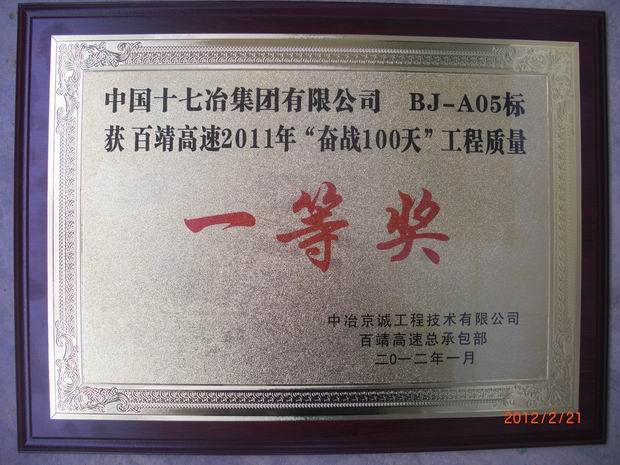 中国十七冶集团有限公司 BJ-A05标
获 百靖高速2011年“奋战100天”工程质量
一等奖
中冶京诚工程技术有限公司
百靖高速总承包部
二0一二年一月
2012/2/21